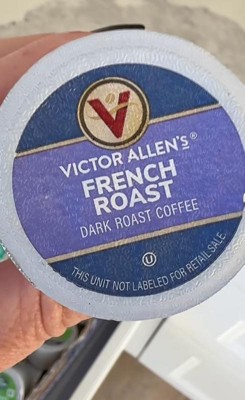 V
VICTOR ALLEN'S®
FRENCH
ROAST
DARK ROAST COFFEE
U
THIS UNIT NOT LABELED FOR RETAIL SALE.